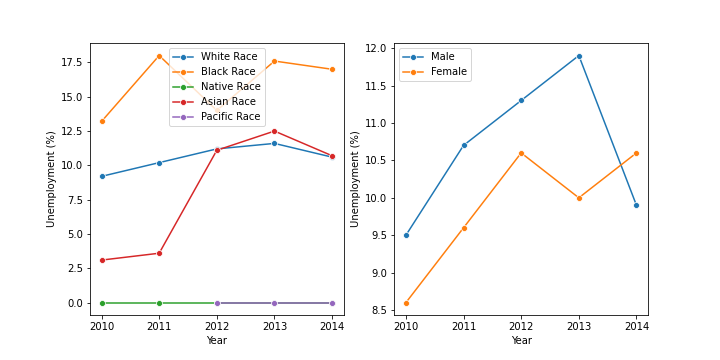 17.5
15.0
12.5
10.0
7.5
5.0
2.5
0.0
Unemployment (%)
White Race
Black Race
Native Race
Asian Race
Pacific Race
2010 2011 2012 2013 2014
Year
12.0
11.5
11.0
10.5
10.0
9.5
9.0
8.5
Unemployment (%)
Male
Female
2010 2011 2012 2013 2014
Year